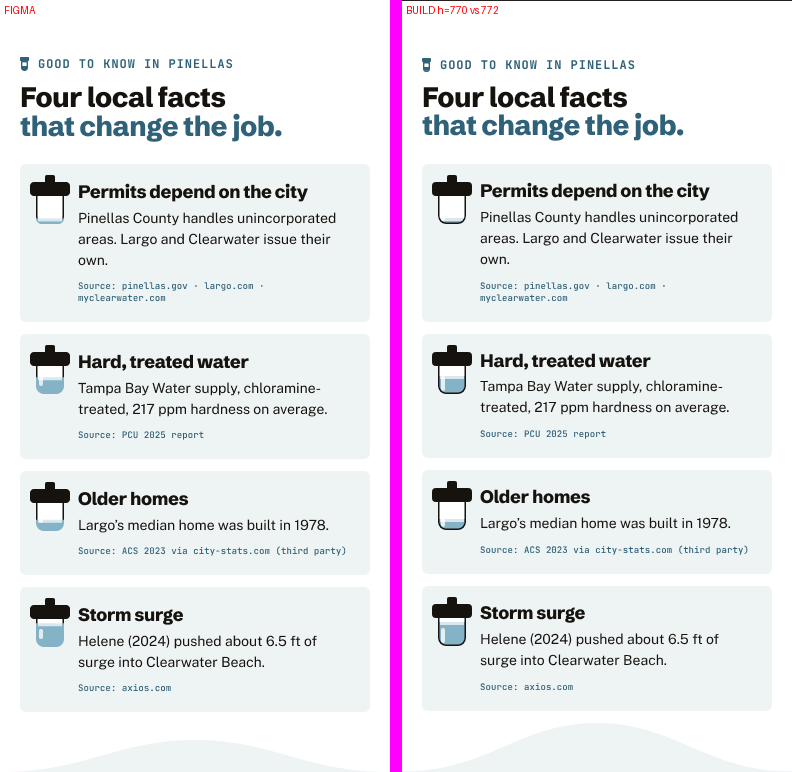 FIGMA
GOOD TO KNOW IN PINELLAS
Four local facts
that change the job.
Permits depend on the city
Pinellas County handles unincorporated
areas. Largo and Clearwater issue their
own.
Source: pinellas.gov · largo.com ·
myclearwater.com
Hard, treated water
Tampa Bay Water supply, chloramine-
treated, 217 ppm hardness on average.
Source: PCU 2025 report
Older homes
Largo’s median home was built in 1978.
Source: ACS 2023 via city-stats.com (third party)
Storm surge
Helene (2024) pushed about 6.5 ft of
surge into Clearwater Beach.
Source: axios.com
BUILD h=770 vs 772
GOOD TO KNOW IN PINELLAS
Four local facts
that change the job.
Permits depend on the city
Pinellas County handles unincorporated
areas. Largo and Clearwater issue their
own.
Source: pinellas.gov · largo.com ·
myclearwater.com
Hard, treated water
Tampa Bay Water supply, chloramine-
treated, 217 ppm hardness on average.
Source: PCU 2025 report
Older homes
Largo’s median home was built in 1978.
Source: ACS 2023 via city-stats.com (third party)
Storm surge
Helene (2024) pushed about 6.5 ft of
surge into Clearwater Beach.
Source: axios.com